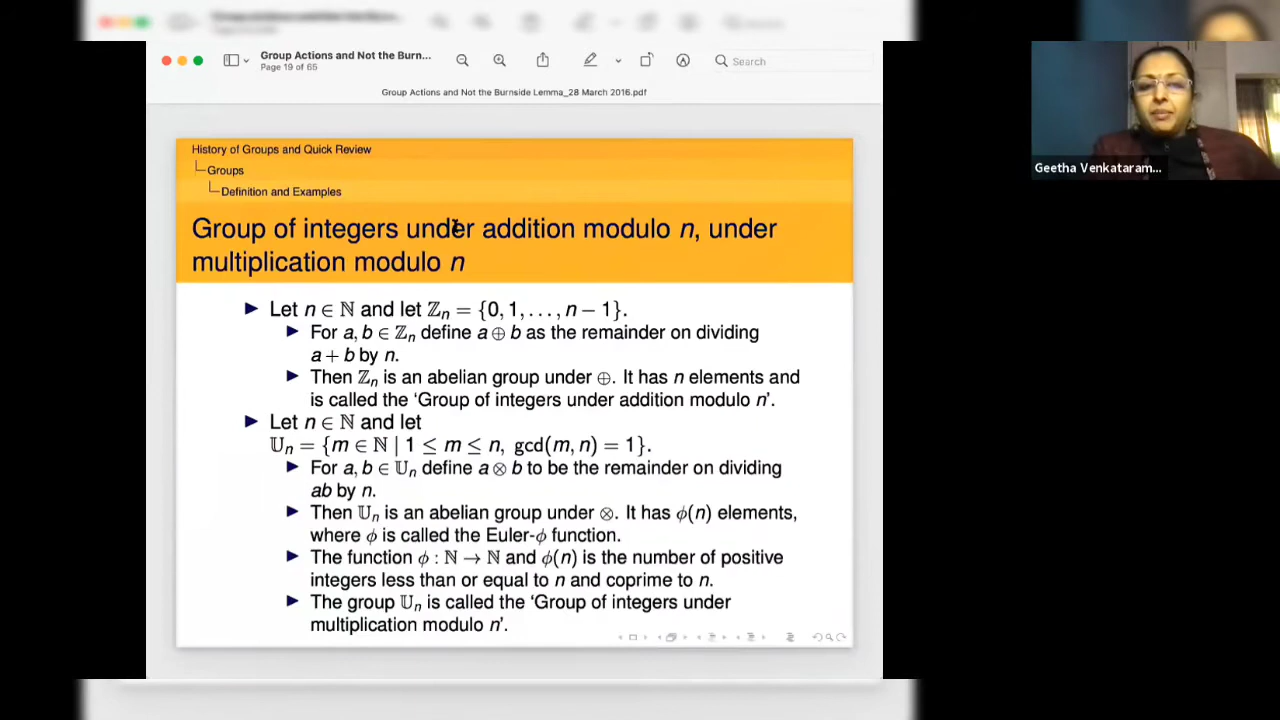 Group Actions and Not the Burn...
Page 19 of 65
Search
Group Actions and Not the Burnside Lemma_28 March 2016.pdf
Geetha Venkataram...
History of Groups and Quick Review
Groups
Definition and Examples
Group of integers under addition modulo n, under
multiplication modulo n
▶ Let n ∈ ℕ and let ℤₙ = {0, 1, . . . , n − 1}.
▶ For a, b ∈ ℤₙ define a ⊕ b as the remainder on dividing
a + b by n.
▶ Then ℤₙ is an abelian group under ⊕. It has n elements and
is called the ‘Group of integers under addition modulo n’.
▶ Let n ∈ ℕ and let
𝕌ₙ = {m ∈ ℕ | 1 ≤ m ≤ n, gcd(m, n) = 1}.
▶ For a, b ∈ 𝕌ₙ define a ⊗ b to be the remainder on dividing
ab by n.
▶ Then 𝕌ₙ is an abelian group under ⊗. It has ϕ(n) elements,
where ϕ is called the Euler-ϕ function.
▶ The function ϕ : ℕ → ℕ and ϕ(n) is the number of positive
integers less than or equal to n and coprime to n.
▶ The group 𝕌ₙ is called the ‘Group of integers under
multiplication modulo n’.